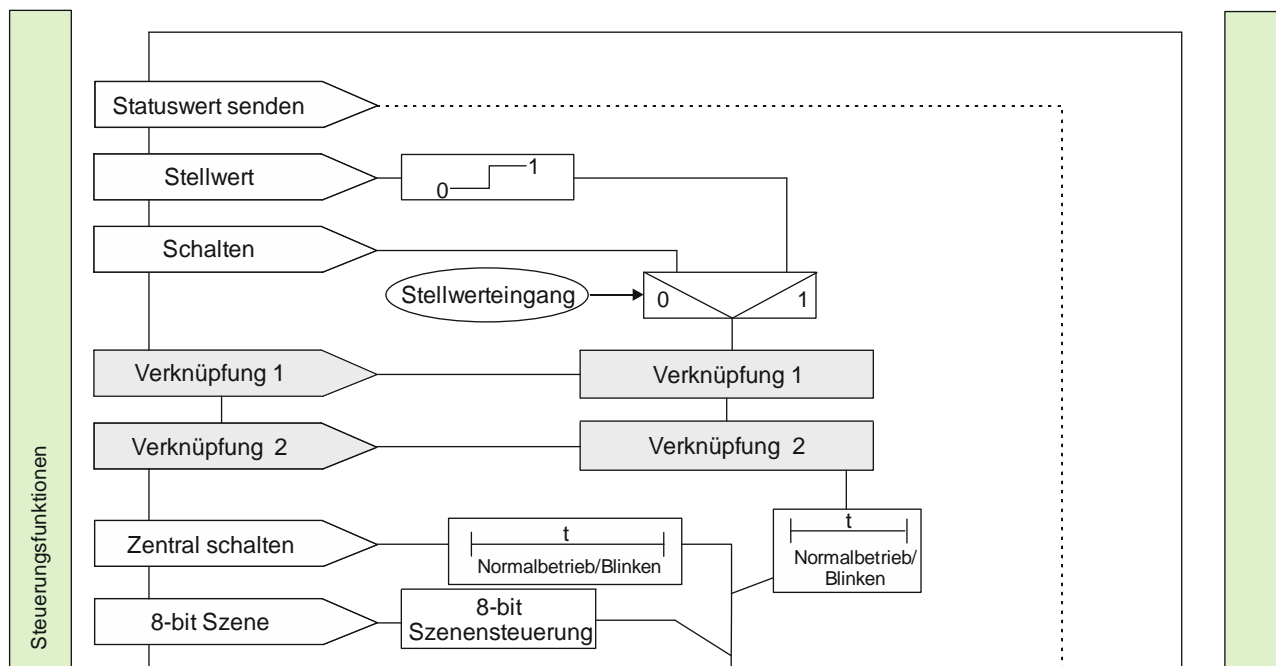 Steuerungsfunktionen
Statuswert senden
Stellwert
0
1
Schalten
Stellwerteingang
0
1
Verknüpfung 1
Verknüpfung 1
Verknüpfung 2
Verknüpfung 2
Zentral schalten
t
Normalbetrieb/Blinken
t
Normalbetrieb/
Blinken
8-bit Szene
8-bit
Szenensteuerung